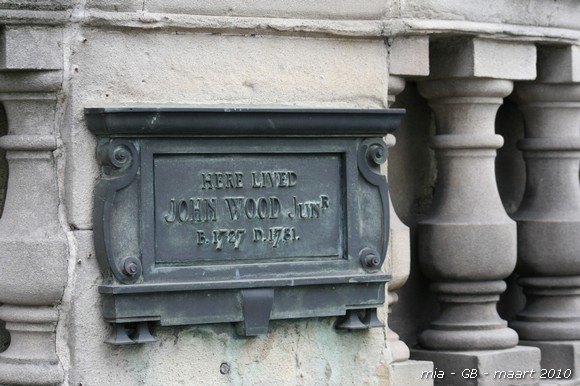 HERE LIVED
JOHN WOOD JUNR
B. 1727 D. 1781.
mia - GB - maart 2010